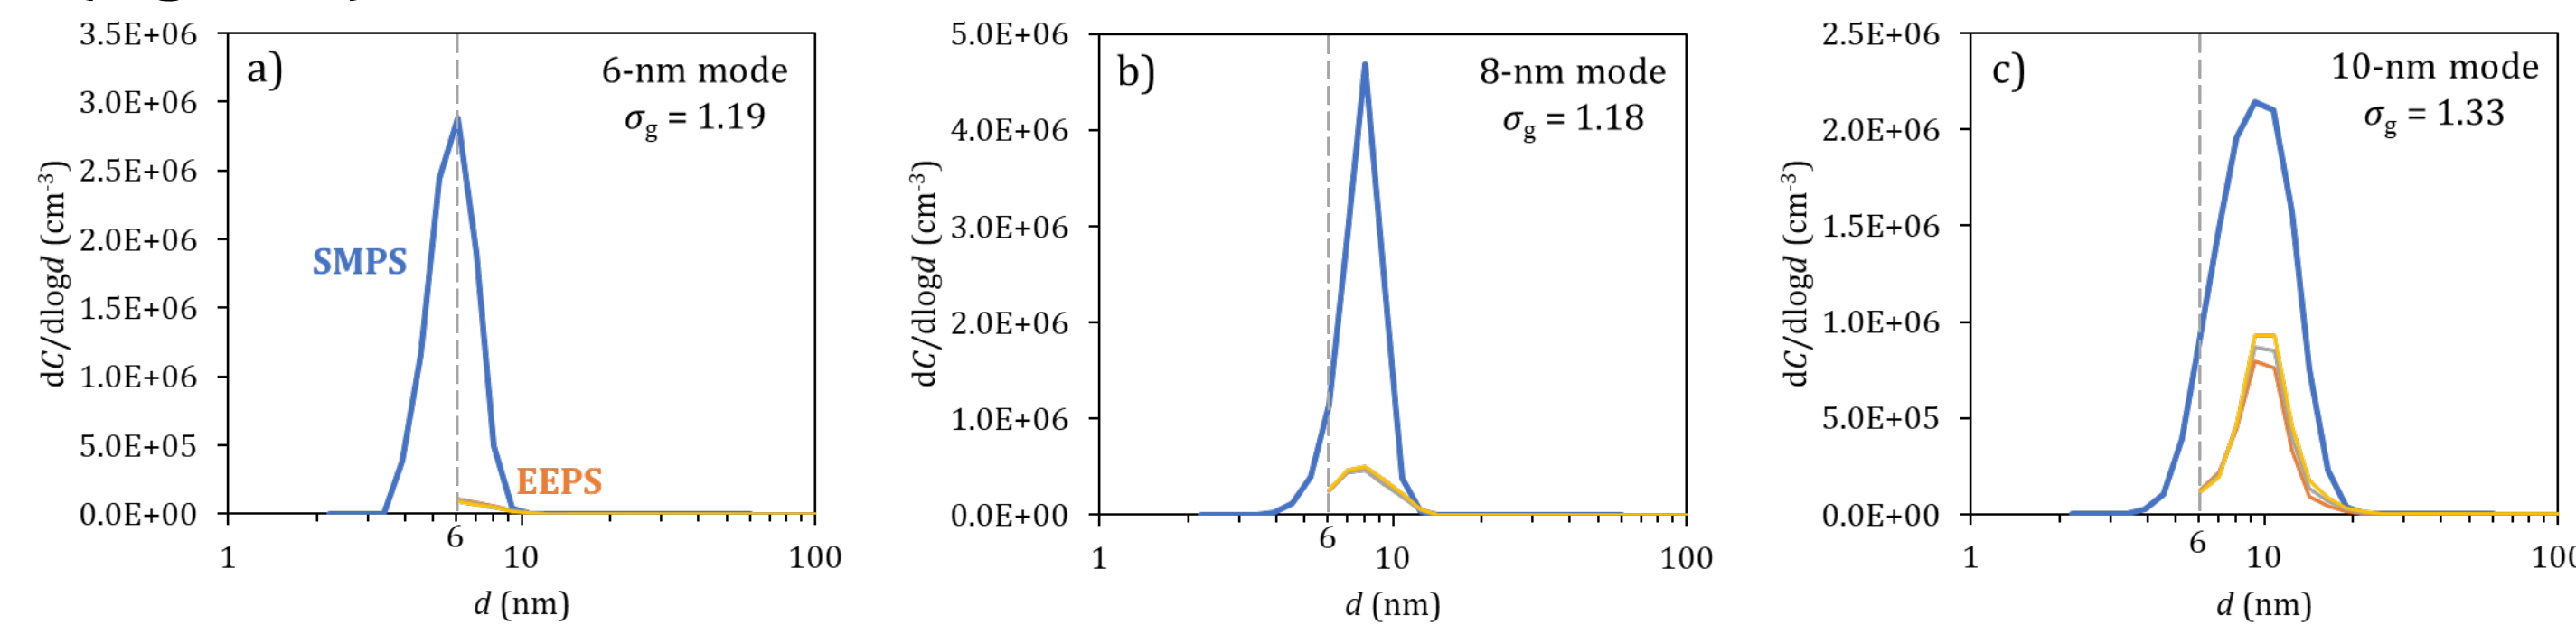 3.5E+06
3.0E+06
2.5E+06
2.0E+06
1.5E+06
1.0E+06
5.0E+05
0.0E+00
dC/dlogd (cm⁻³)
a)
6-nm mode
σg = 1.19
SMPS
EEPS
1
6
10
100
d (nm)
5.0E+06
4.0E+06
3.0E+06
2.0E+06
1.0E+06
0.0E+00
dC/dlogd (cm⁻³)
b)
8-nm mode
σg = 1.18
1
6
10
100
d (nm)
2.5E+06
2.0E+06
1.5E+06
1.0E+06
5.0E+05
0.0E+00
dC/dlogd (cm⁻³)
c)
10-nm mode
σg = 1.33
1
6
10
100
d (nm)